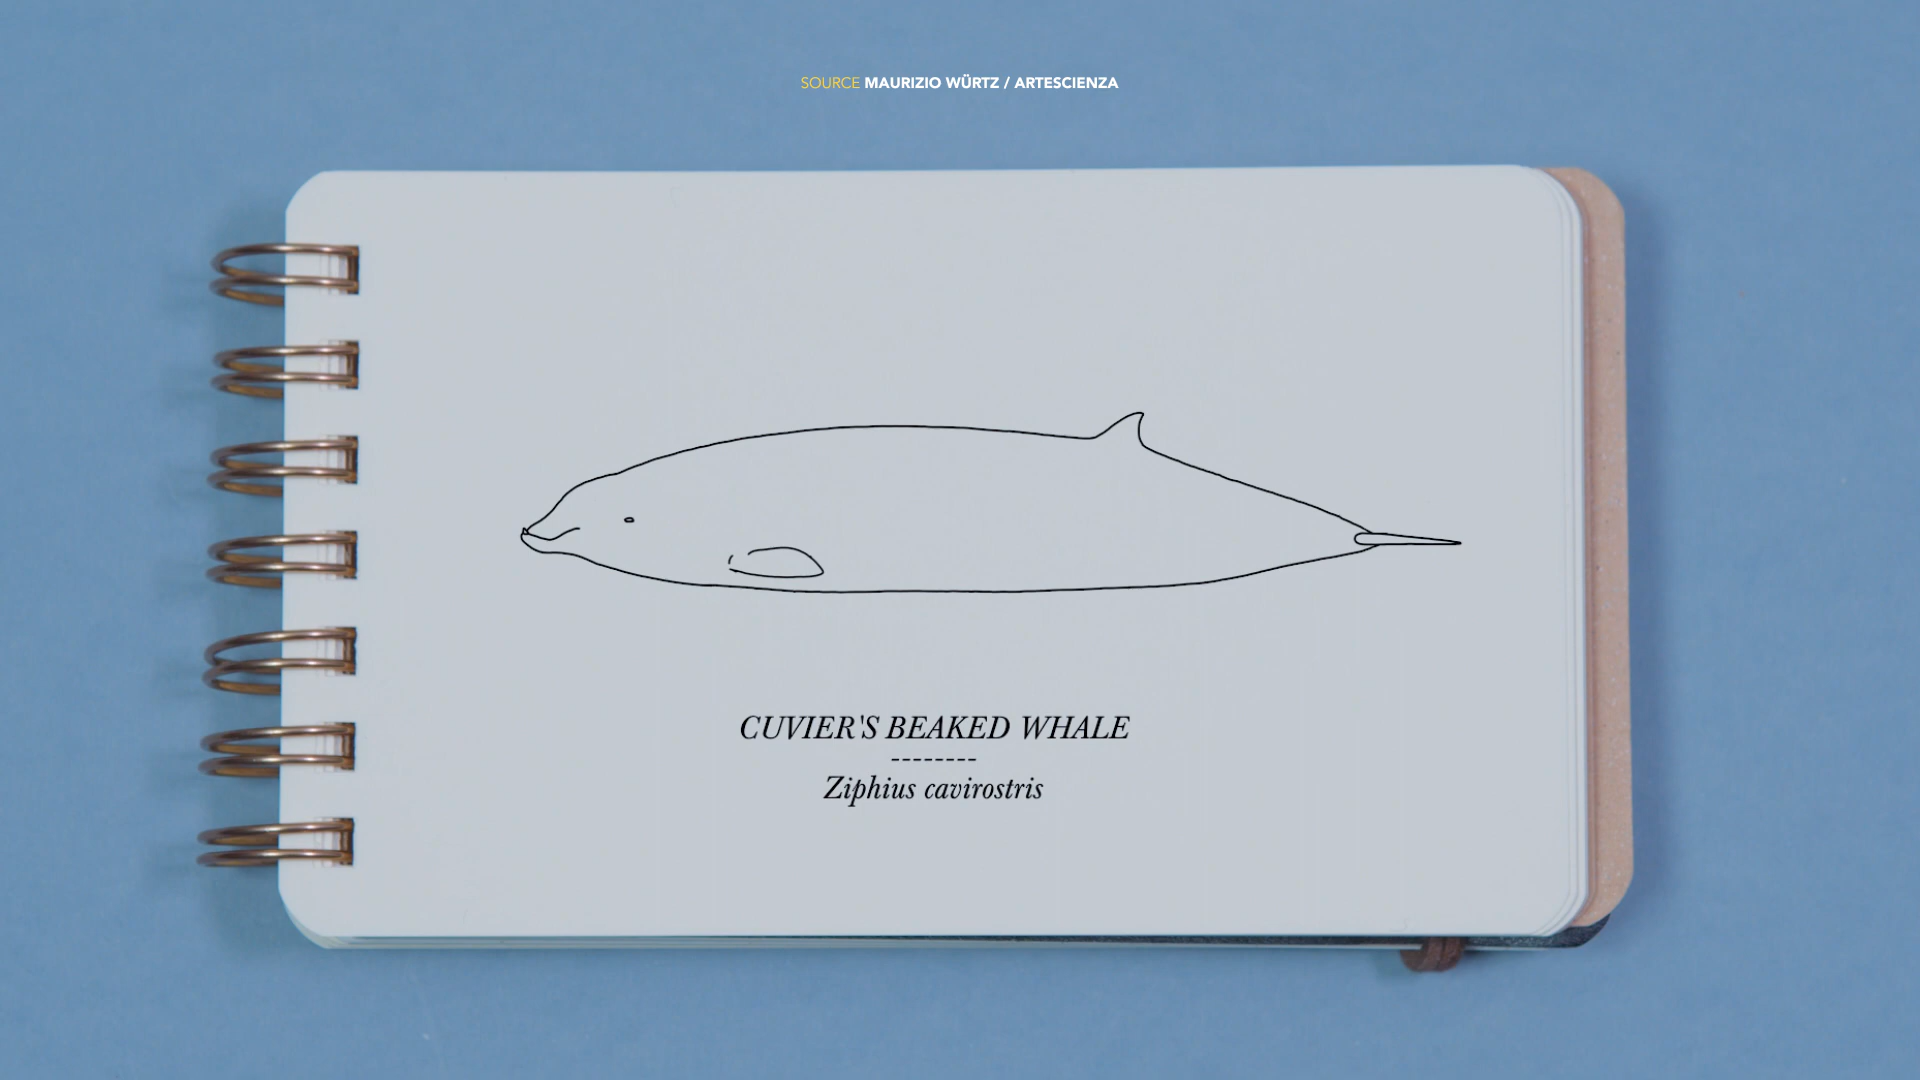 SOURCE MAURIZIO WÜRTZ / ARTESCIENZA
CUVIER'S BEAKED WHALE
--------
Ziphius cavirostris